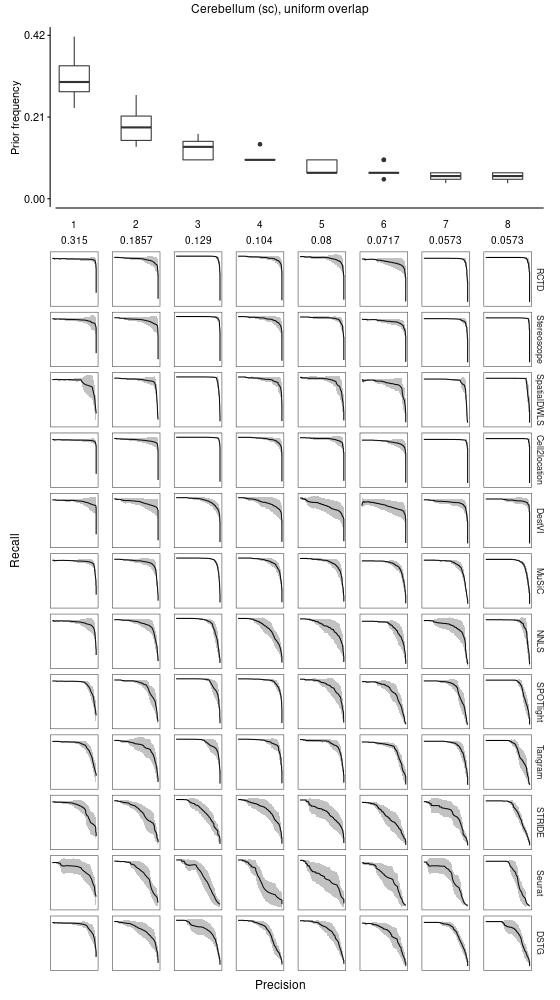 Cerebellum (sc), uniform overlap
Prior frequency
0.42
0.21
0.00
1 2 3 4 5 6 7 8
0.315 0.1857 0.129 0.104 0.08 0.0717 0.0573 0.0573
RCTD
Stereoscope
SpatialDWLS
Cell2location
DestVI
MuSiC
NNLS
SPOTlight
Tangram
STRIDE
Seurat
DSTG
Recall
Precision